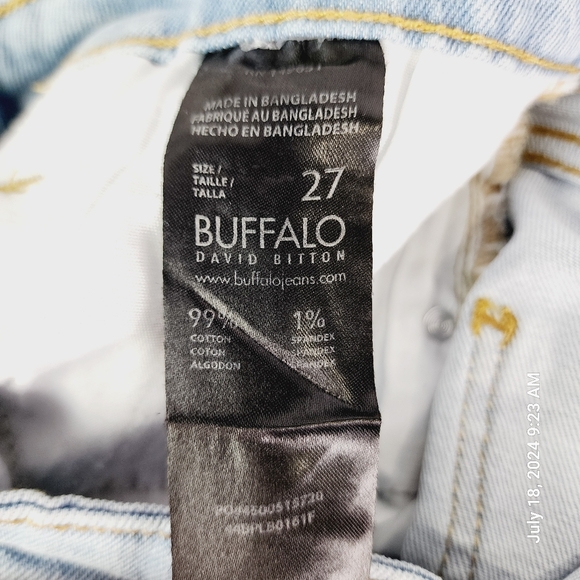 MADE IN BANGLADESH
FABRIQUÉ AU BANGLADESH
HECHO EN BANGLADESH
SIZE / TAILLE / TALLA
27
BUFFALO
DAVID BITTON
www.buffalojeans.com
99% 1%
COTTON SPANDEX
COTON SPANDEX
ALGODON SPANDEX
July 18, 2024 9:23 AM